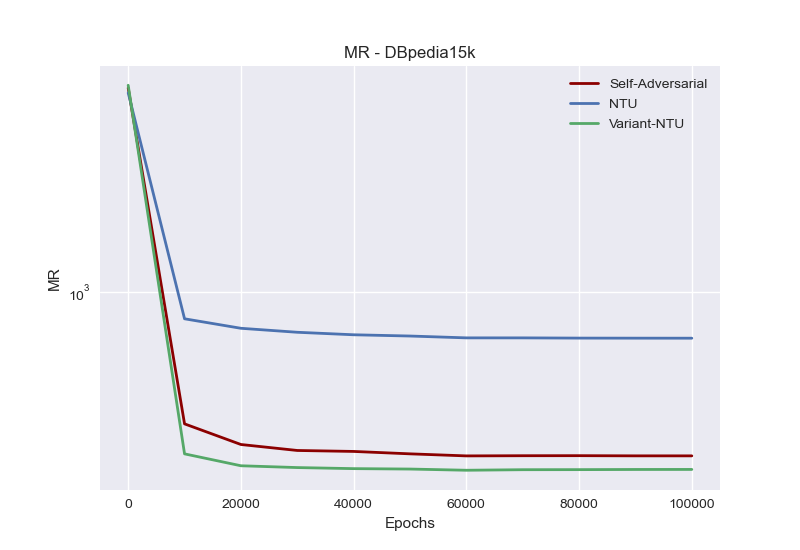 MR - DBpedia15k
Self-Adversarial
NTU
Variant-NTU
MR
10³
0 20000 40000 60000 80000 100000
Epochs